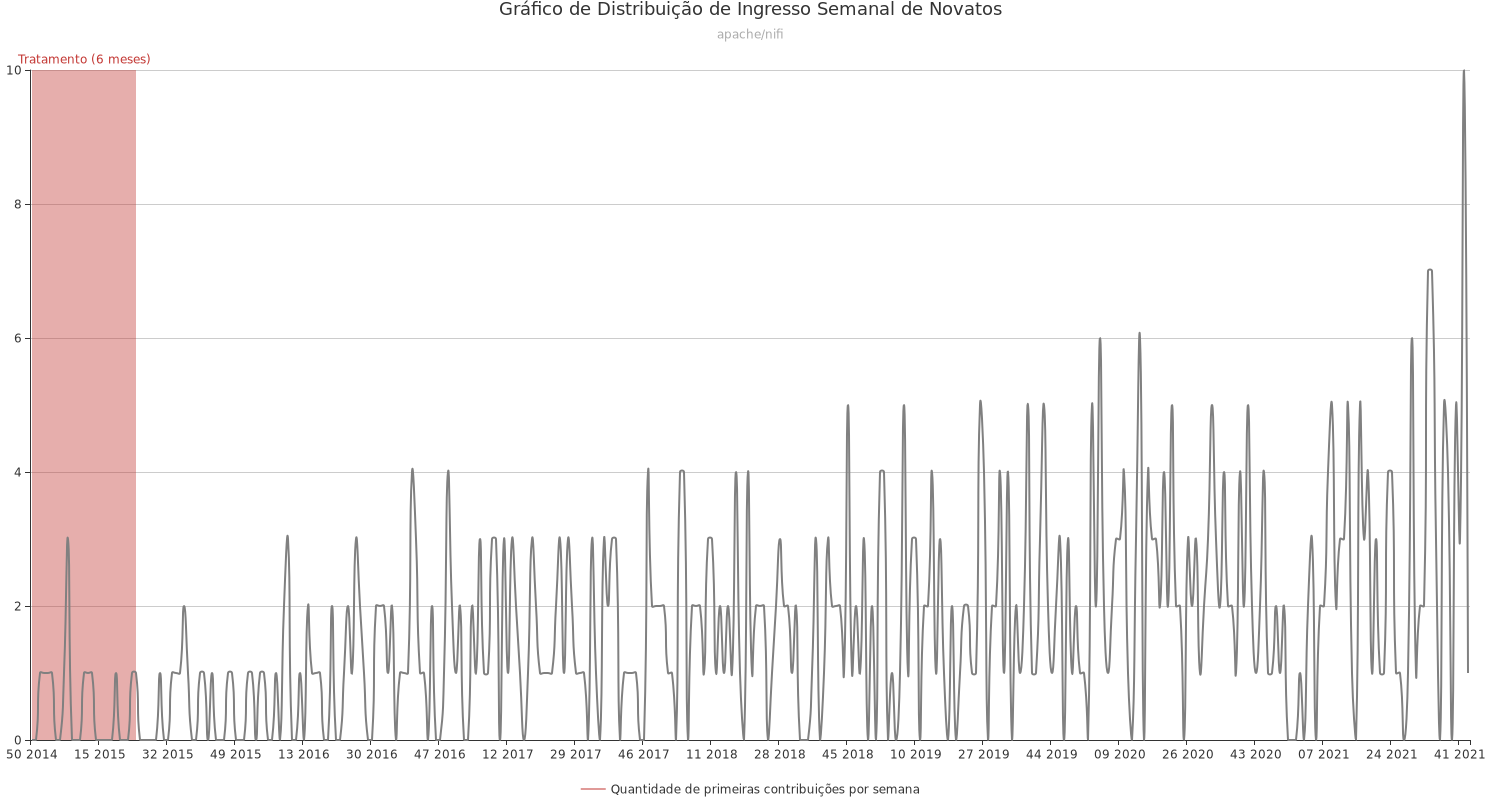 Gráfico de Distribuição de Ingresso Semanal de Novatos
apache/nifi
Tratamento (6 meses)
10
8
6
4
2
0
50 2014 15 2015 32 2015 49 2015 13 2016 30 2016 47 2016 12 2017 29 2017 46 2017 11 2018 28 2018 45 2018 10 2019 27 2019 44 2019 09 2020 26 2020 43 2020 07 2021 24 2021 41 2021
Quantidade de primeiras contribuições por semana